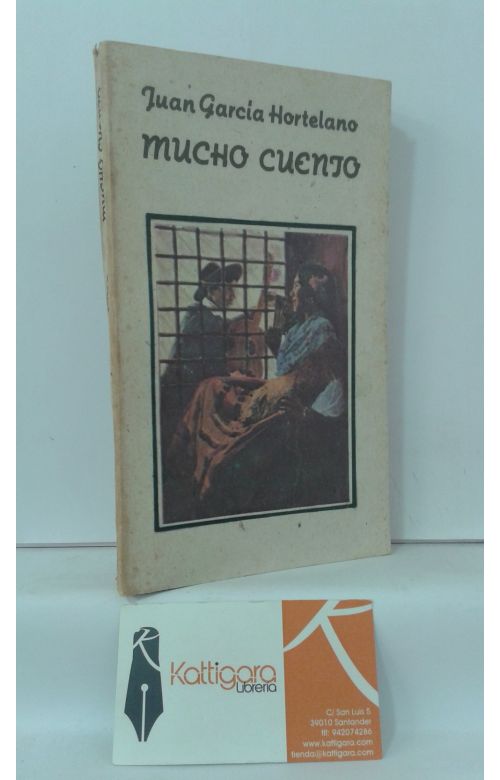 Juan García Hortelano
MUCHO CUENTO
MUCHO CUENTO
Kattigara
Librería
C/ San Luis 5
39010 Santander
tlf: 942074286
www.kattigara.com
tienda@kattigara.com